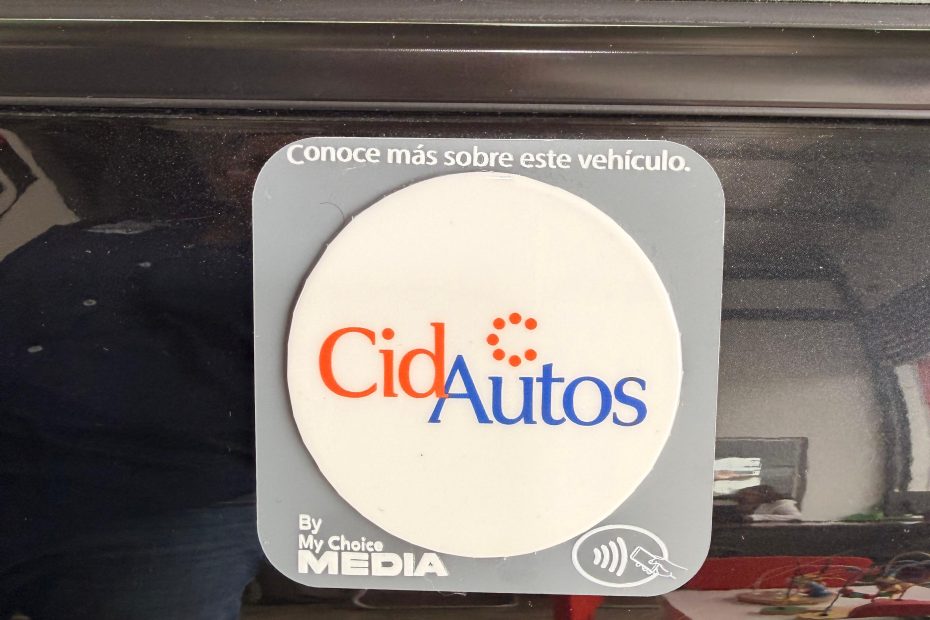 Conoce más sobre este vehículo.
Cid
Autos
By
My Choice
MEDIA